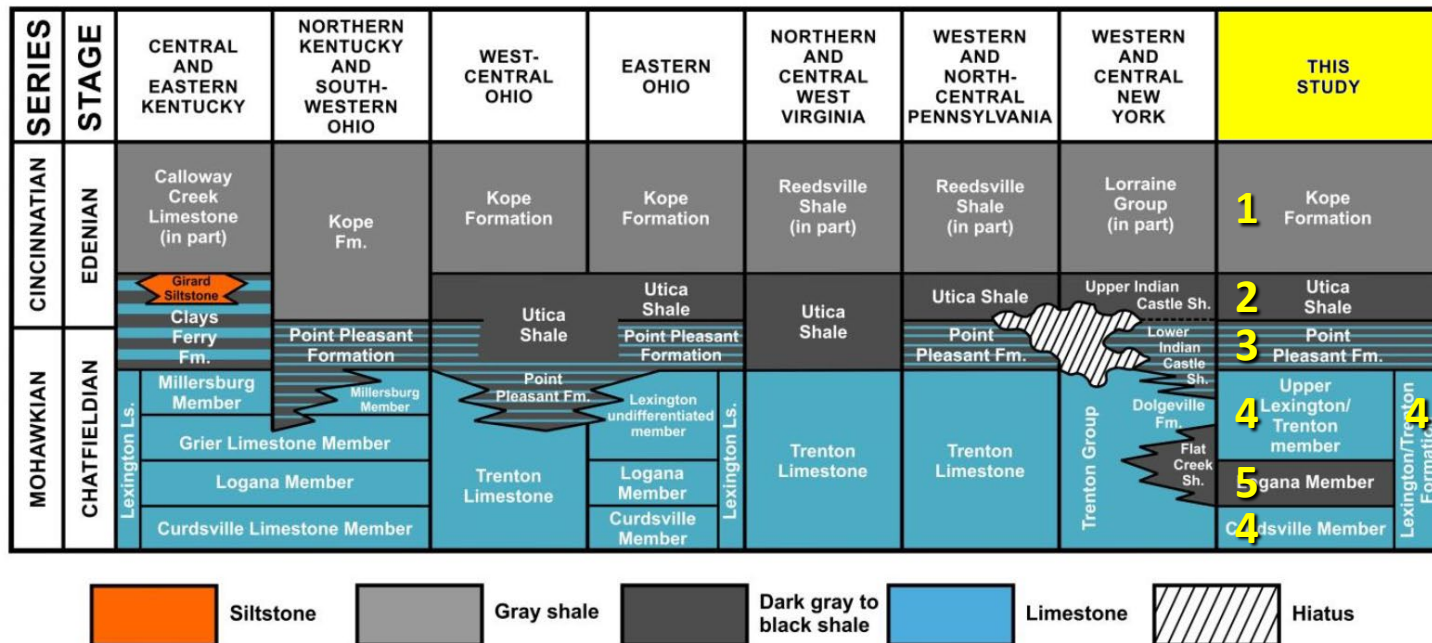 SERIES
STAGE
CENTRAL
AND
EASTERN
KENTUCKY
NORTHERN
KENTUCKY
AND
SOUTH-
WESTERN
OHIO
WEST-
CENTRAL
OHIO
EASTERN
OHIO
NORTHERN
AND
CENTRAL
WEST
VIRGINIA
WESTERN
AND
NORTH-
CENTRAL
PENNSYLVANIA
WESTERN
AND
CENTRAL
NEW
YORK
THIS
STUDY
CINCINNATIAN
MOHAWKIAN
EDENIAN
CHATFIELDIAN
Calloway
Creek
Limestone
(in part)
Girard
Siltstone
Clays
Ferry
Fm.
Lexington Ls.
Millersburg
Member
Grier Limestone Member
Logana Member
Curdsville Limestone Member
Kope
Fm.
Point Pleasant
Formation
Millersburg
Member
Kope
Formation
Utica
Shale
Point
Pleasant Fm.
Trenton
Limestone
Kope
Formation
Utica
Shale
Point Pleasant
Formation
Lexington
undifferentiated
member
Logana
Member
Curdsville
Member
Lexington Ls.
Reedsville
Shale
(in part)
Utica
Shale
Trenton
Limestone
Reedsville
Shale
(in part)
Utica Shale
Point
Pleasant Fm.
Trenton
Limestone
Lorraine
Group
(in part)
Upper Indian
Castle Sh.
Lower
Indian
Castle
Sh.
Dolgeville
Fm.
Flat
Creek
Sh.
Trenton Group
1
Kope
Formation
2
Utica
Shale
3
Point
Pleasant Fm.
4
Upper
Lexington/
Trenton
member
4
5
Logana Member
4
Curdsville Member
Lexington/Trenton
Formation
Siltstone
Gray shale
Dark gray to
black shale
Limestone
Hiatus